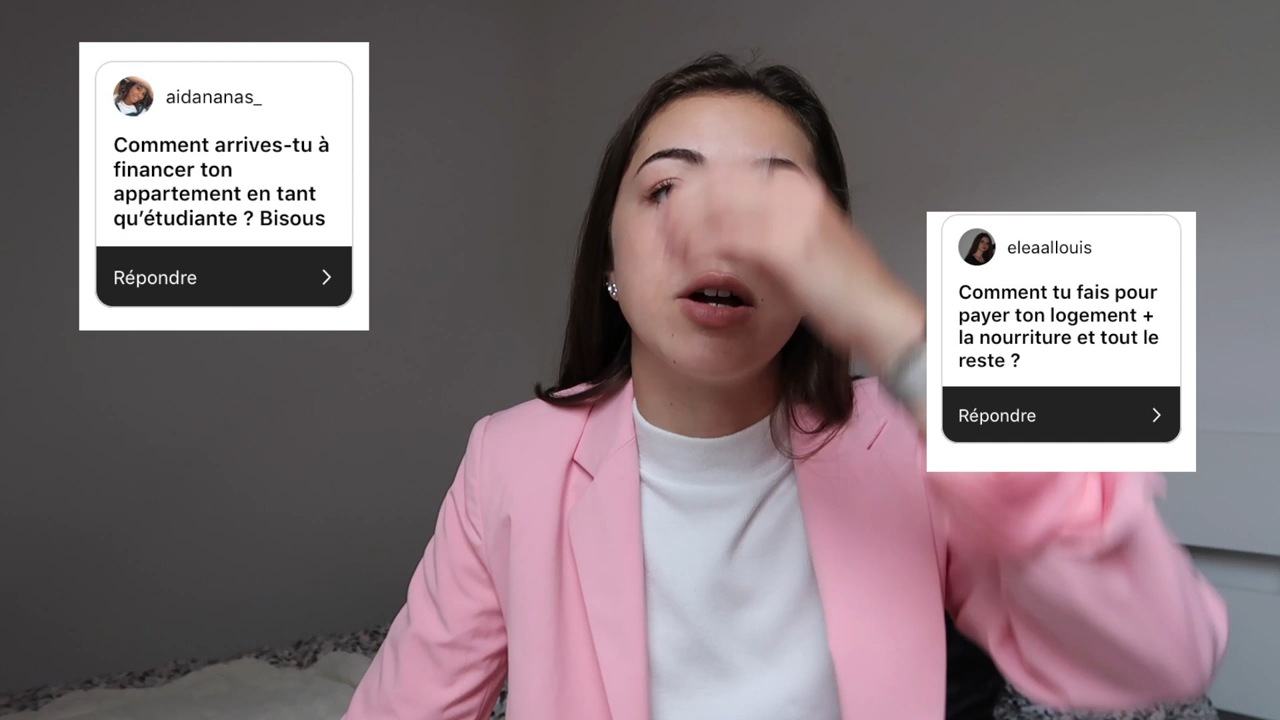 aidananas_
Comment arrives-tu à
financer ton
appartement en tant
qu'étudiante ? Bisous
Répondre
eleaallouis
Comment tu fais pour
payer ton logement +
la nourriture et tout le
reste ?
Répondre